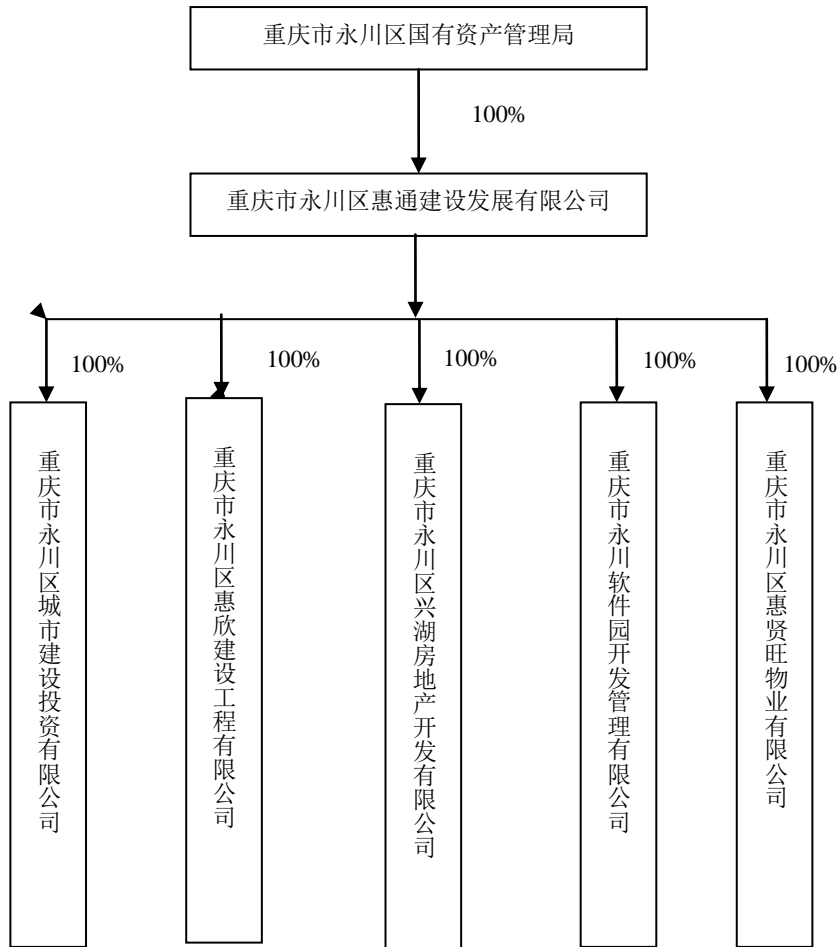 重庆市永川区国有资产管理局
100%
重庆市永川区惠通建设发展有限公司
100%
100%
100%
100%
100%
重庆市永川区城市建设投资有限公司
重庆市永川区惠欣建设工程有限公司
重庆市永川区兴湖房地产开发有限公司
重庆市永川软件园开发管理有限公司
重庆市永川区惠贤旺物业有限公司